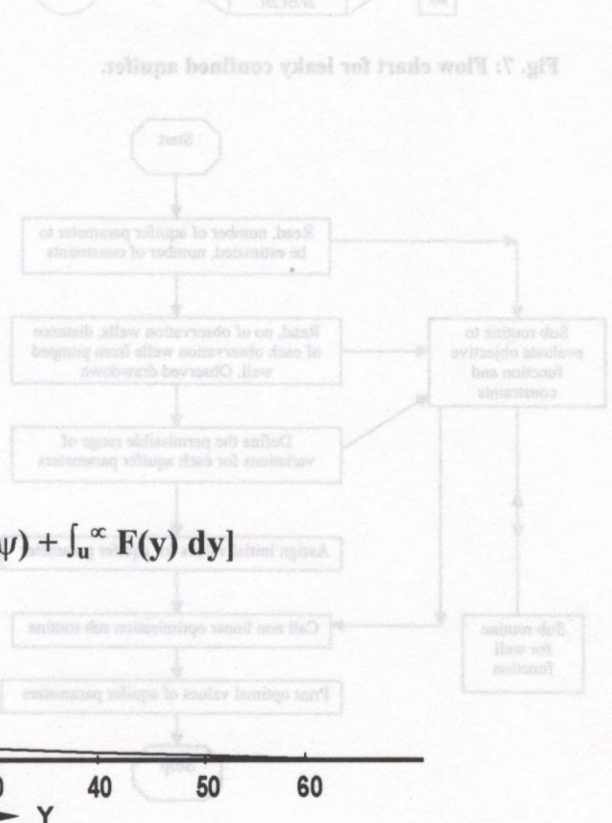 Fig. 7: Flow chart for leaky confined aquifer.
Start
Read, number of aquifer parameter to
be estimated, number of constraints
Read, no of observation wells, distance
of each observation wells from pumped
well. Observed drawdown
Sub routine to
evaluate objective
function and
constraints
Define the permissible range of
variations for each aquifer parameters
ψ) + ∫u∝ F(y) dy]
Assign initial
Call non linear optimization sub routine
Sub routine
for well
function
Print optimal values of aquifer parameters
Stop
40 50 60
Y